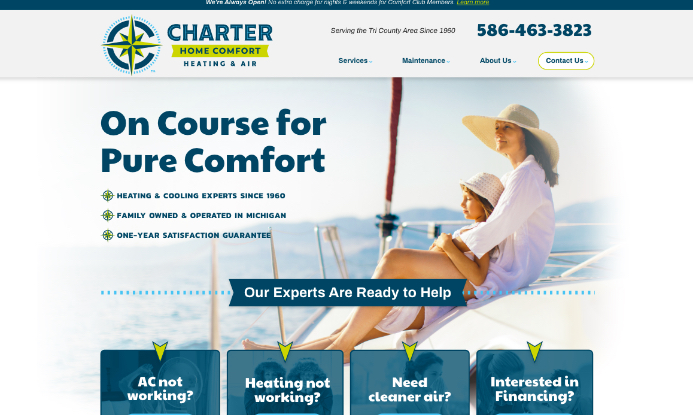 We're Always Open! No extra charge for nights & weekends for Comfort Club Members. Learn more
CHARTER
HOME COMFORT
HEATING & AIR
Serving the Tri County Area Since 1960
586-463-3823
Services
Maintenance
About Us
Contact Us
On Course for
Pure Comfort
HEATING & COOLING EXPERTS SINCE 1960
FAMILY OWNED & OPERATED IN MICHIGAN
ONE-YEAR SATISFACTION GUARANTEE
Our Experts Are Ready to Help
AC not
working?
Heating not
working?
Need
cleaner air?
Interested in
Financing?